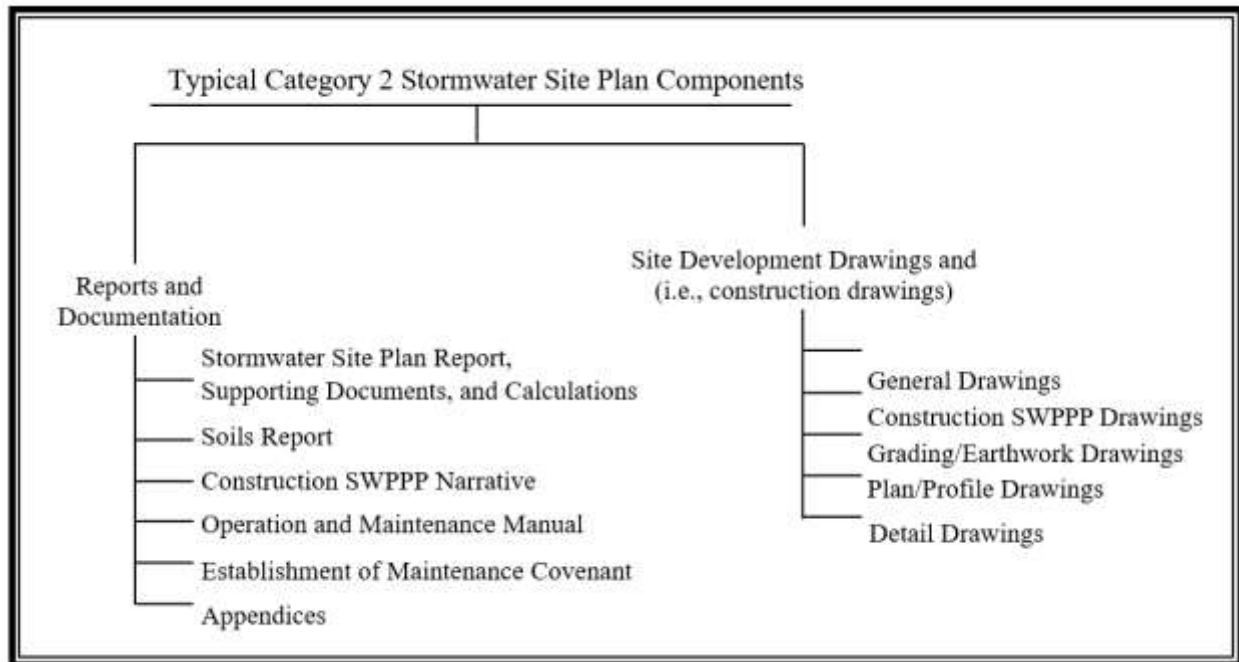 Typical Category 2 Stormwater Site Plan Components
Reports and
Documentation
Stormwater Site Plan Report,
Supporting Documents, and Calculations
Soils Report
Construction SWPPP Narrative
Operation and Maintenance Manual
Establishment of Maintenance Covenant
Appendices
Site Development Drawings and
(i.e., construction drawings)
General Drawings
Construction SWPPP Drawings
Grading/Earthwork Drawings
Plan/Profile Drawings
Detail Drawings